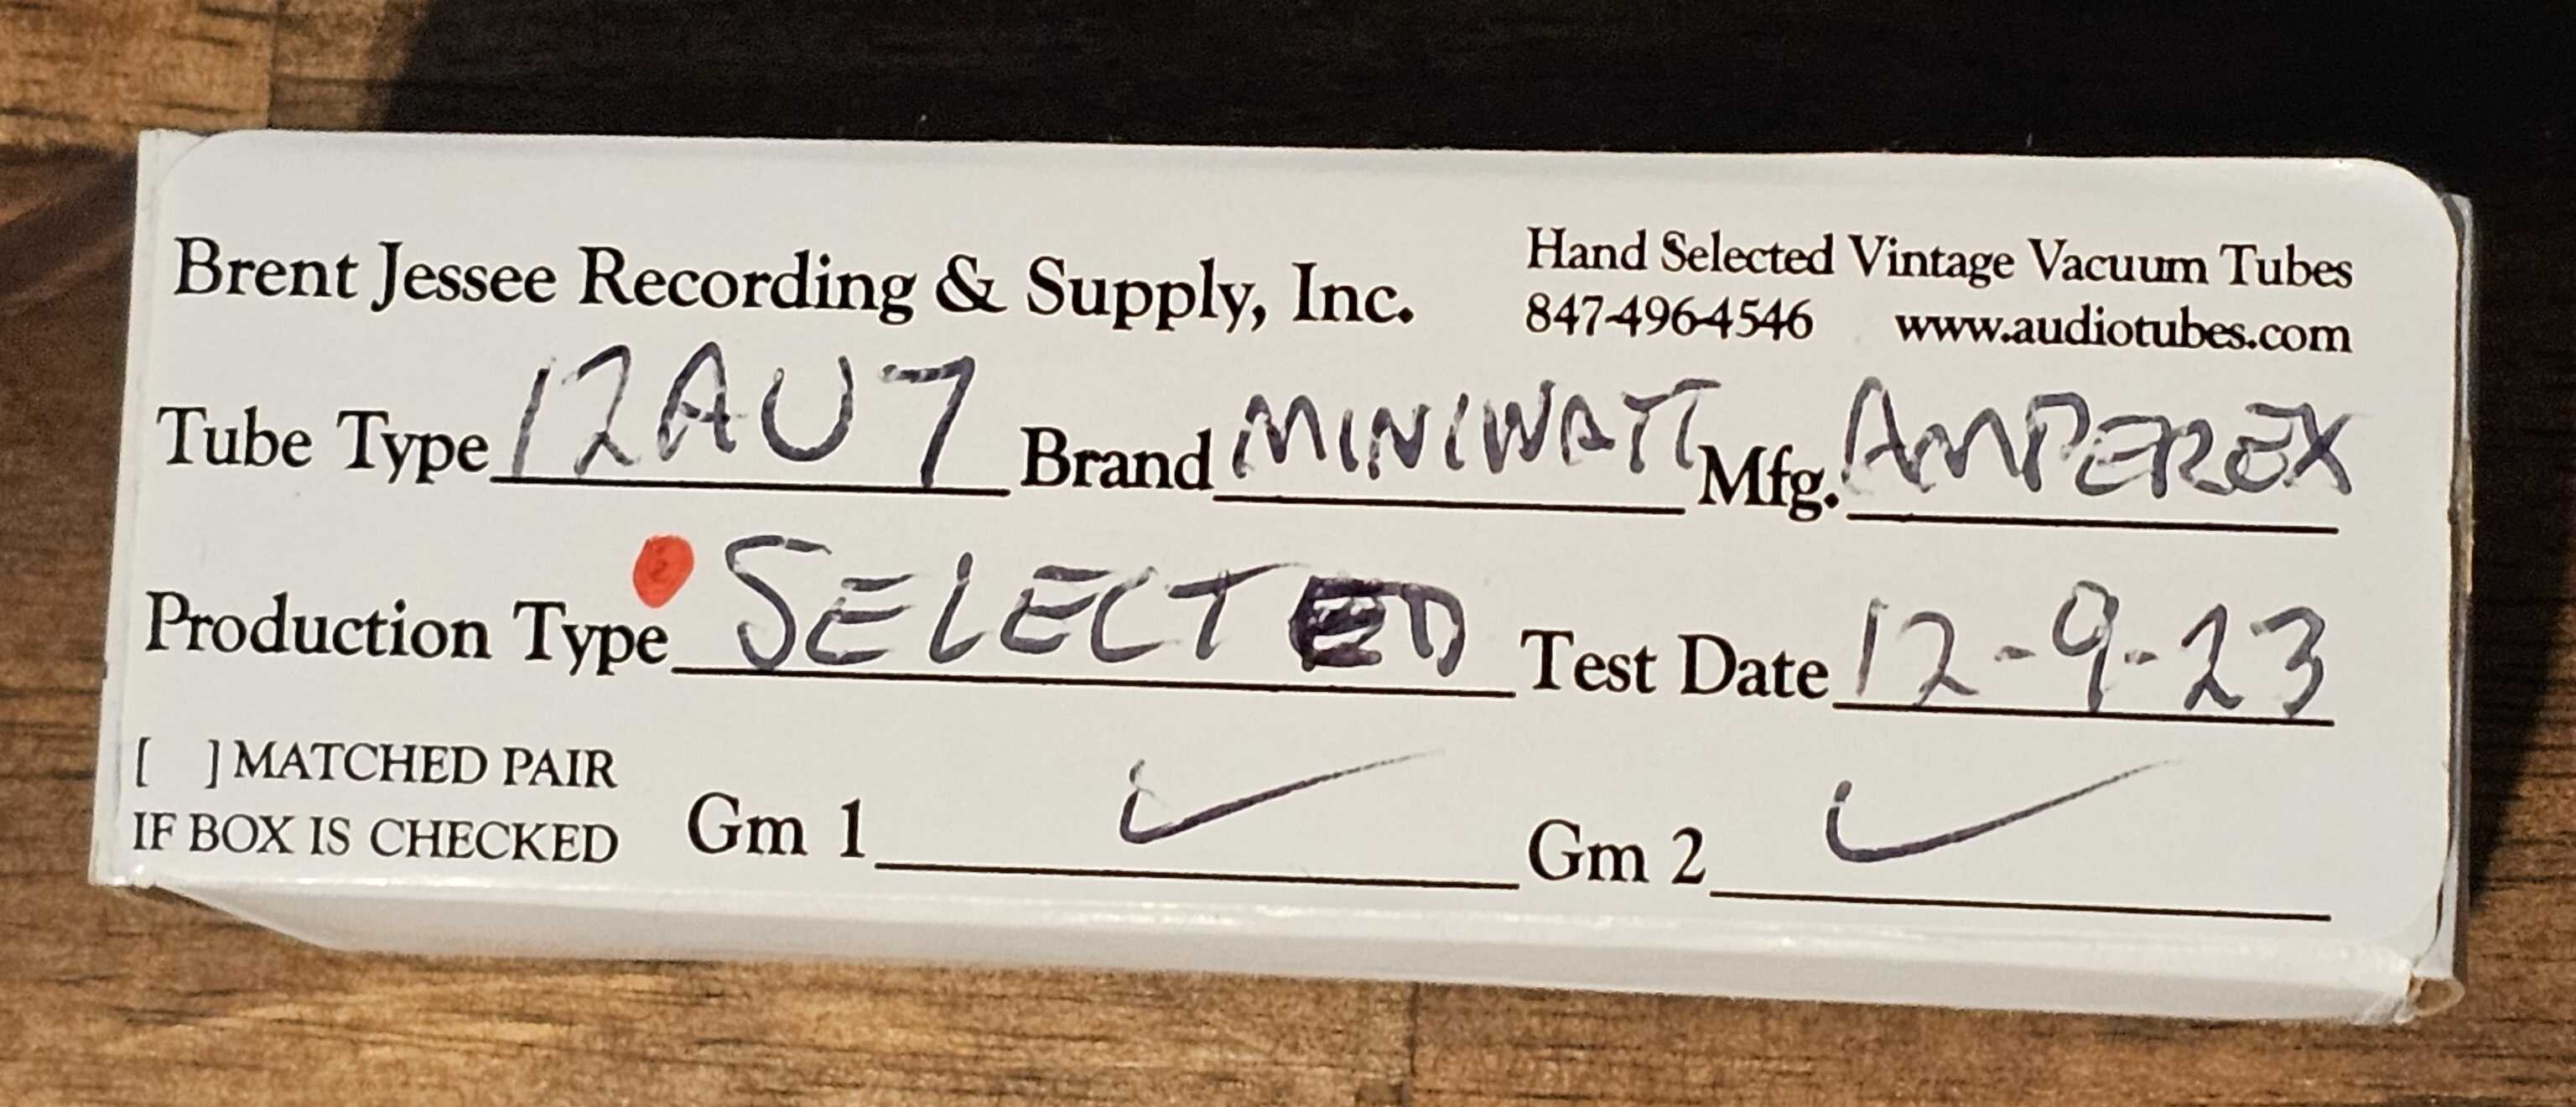 Brent Jessee Recording & Supply, Inc. Hand Selected Vintage Vacuum Tubes
847-496-4546 www.audiotubes.com
Tube Type 12AU7 Brand MINIWATT Mfg. AMPEREX
Production Type SELECTED Test Date 12-9-23
[ ] MATCHED PAIR
IF BOX IS CHECKED Gm 1 ✓ Gm 2 ✓